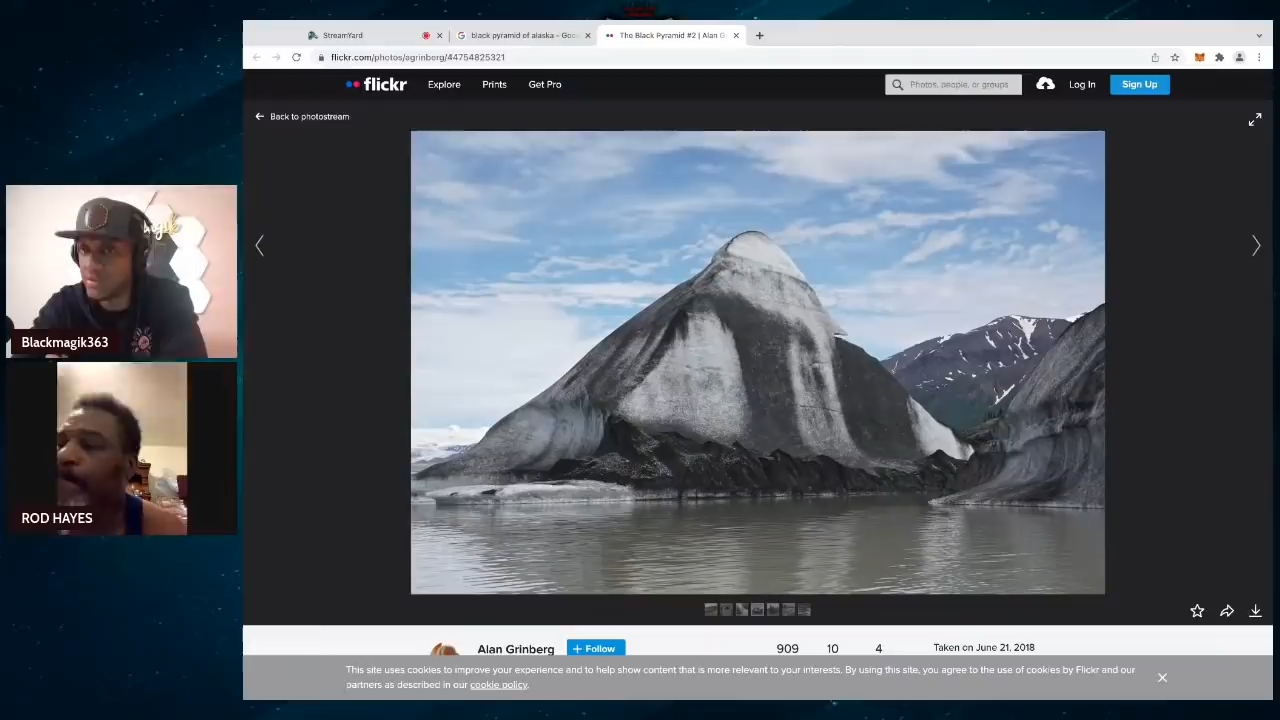 StreamYard
black pyramid of alaska - Goo
The Black Pyramid #2 | Alan G
flickr.com/photos/agrinberg/44754825321
flickr
Explore
Prints
Get Pro
Photos, people, or groups
Log In
Sign Up
Back to photostream
Blackmagik363
ROD HAYES
Alan Grinberg
+ Follow
909
10
4
Taken on June 21, 2018
This site uses cookies to improve your experience and to help show content that is more relevant to your interests. By using this site, you agree to the use of cookies by Flickr and our
partners as described in our cookie policy.